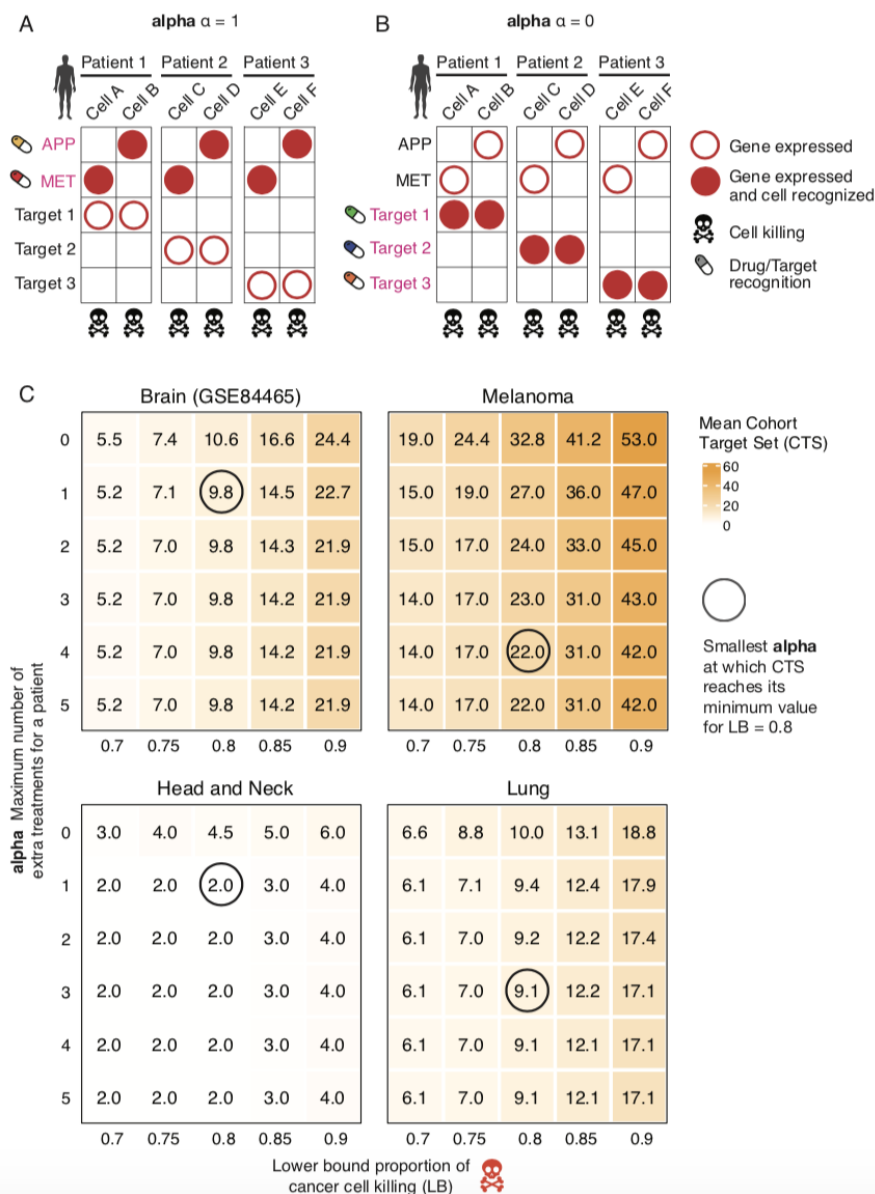 A
alpha α = 1
Patient 1 Patient 2 Patient 3
Cell A Cell B Cell C Cell D Cell E Cell F
APP
MET
Target 1
Target 2
Target 3
B
alpha α = 0
Patient 1 Patient 2 Patient 3
Cell A Cell B Cell C Cell D Cell E Cell F
APP
MET
Target 1
Target 2
Target 3
Gene expressed
Gene expressed
and cell recognized
Cell killing
Drug/Target
recognition
C
Brain (GSE84465)
0 5.5 7.4 10.6 16.6 24.4
1 5.2 7.1 9.8 14.5 22.7
2 5.2 7.0 9.8 14.3 21.9
3 5.2 7.0 9.8 14.2 21.9
4 5.2 7.0 9.8 14.2 21.9
5 5.2 7.0 9.8 14.2 21.9
0.7 0.75 0.8 0.85 0.9
Melanoma
19.0 24.4 32.8 41.2 53.0
15.0 19.0 27.0 36.0 47.0
15.0 17.0 24.0 33.0 45.0
14.0 17.0 23.0 31.0 43.0
14.0 17.0 22.0 31.0 42.0
14.0 17.0 22.0 31.0 42.0
0.7 0.75 0.8 0.85 0.9
Mean Cohort
Target Set (CTS)
60
40
20
0
Smallest alpha
at which CTS
reaches its
minimum value
for LB = 0.8
alpha Maximum number of
extra treatments for a patient
Head and Neck
0 3.0 4.0 4.5 5.0 6.0
1 2.0 2.0 2.0 3.0 4.0
2 2.0 2.0 2.0 3.0 4.0
3 2.0 2.0 2.0 3.0 4.0
4 2.0 2.0 2.0 3.0 4.0
5 2.0 2.0 2.0 3.0 4.0
0.7 0.75 0.8 0.85 0.9
Lung
6.6 8.8 10.0 13.1 18.8
6.1 7.1 9.4 12.4 17.9
6.1 7.0 9.2 12.2 17.4
6.1 7.0 9.1 12.2 17.1
6.1 7.0 9.1 12.1 17.1
6.1 7.0 9.1 12.1 17.1
0.7 0.75 0.8 0.85 0.9
Lower bound proportion of
cancer cell killing (LB)